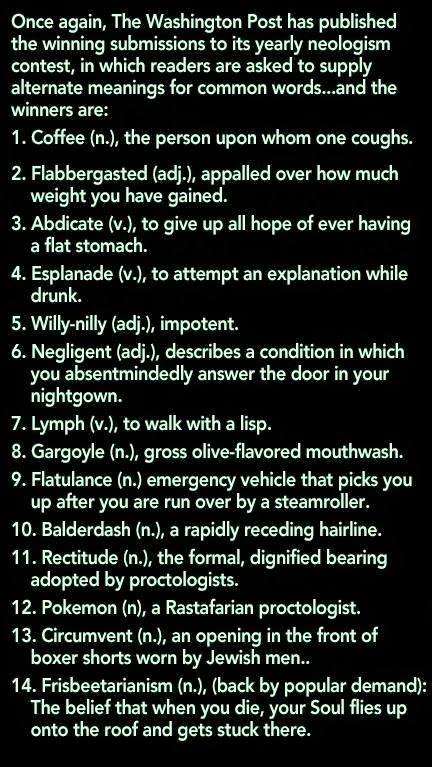 Once again, The Washington Post has published
the winning submissions to its yearly neologism
contest, in which readers are asked to supply
alternate meanings for common words...and the
winners are:
1. Coffee (n.), the person upon whom one coughs.
2. Flabbergasted (adj.), appalled over how much
weight you have gained.
3. Abdicate (v.), to give up all hope of ever having
a flat stomach.
4. Esplanade (v.), to attempt an explanation while
drunk.
5. Willy-nilly (adj.), impotent.
6. Negligent (adj.), describes a condition in which
you absentmindedly answer the door in your
nightgown.
7. Lymph (v.), to walk with a lisp.
8. Gargoyle (n.), gross olive-flavored mouthwash.
9. Flatulance (n.) emergency vehicle that picks you
up after you are run over by a steamroller.
10. Balderdash (n.), a rapidly receding hairline.
11. Rectitude (n.), the formal, dignified bearing
adopted by proctologists.
12. Pokemon (n), a Rastafarian proctologist.
13. Circumvent (n.), an opening in the front of
boxer shorts worn by Jewish men..
14. Frisbeetarianism (n.), (back by popular demand):
The belief that when you die, your Soul flies up
onto the roof and gets stuck there.